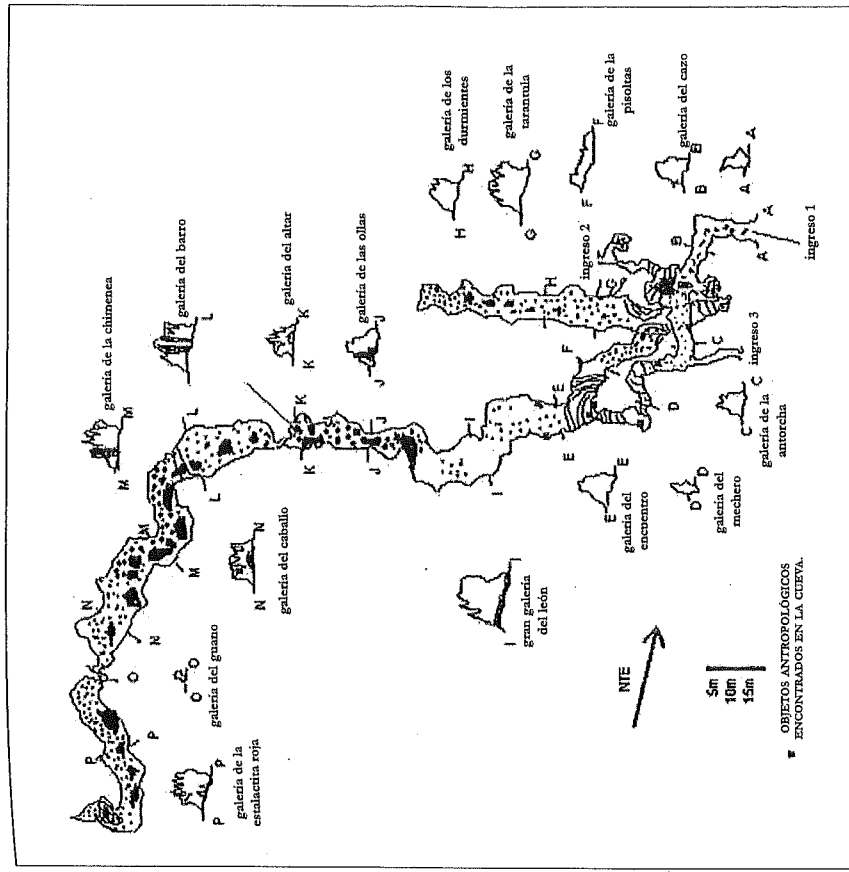 galería de la chimenea
M M
galería del barro
L
galería del altar
K K
galería de las ollas
J J
galería de los
durmientes
H H
galería de la
tarantula
G G
galería de la
pisoltas
F F
galería del cazo
B B
A A
ingreso 2
ingreso 1
ingreso 3
L L
K K
J J
I I
H
G
F
E E
D
C
B
A A
M M
N N
O
P P
galería del caballo
N N
galería del guano
O O
galería de la
estalactita roja
P P
gran galería
del león
I I
galería del
encuentro
E E
galería del
mechero
D D
galería de la
antorcha
C C
NTE
5m
10m
15m
OBJETOS ANTROPOLÓGICOS
ENCONTRADOS EN LA CUEVA.